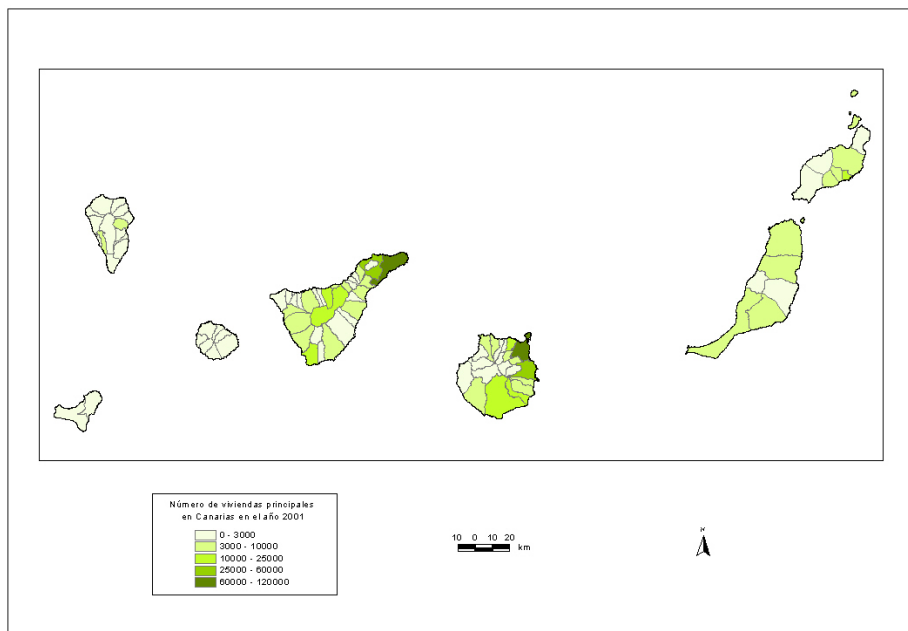 Número de viviendas principales
en Canarias en el año 2001
0 - 3000
3000 - 10000
10000 - 25000
25000 - 60000
60000 - 120000
10 0 10 20
km
N